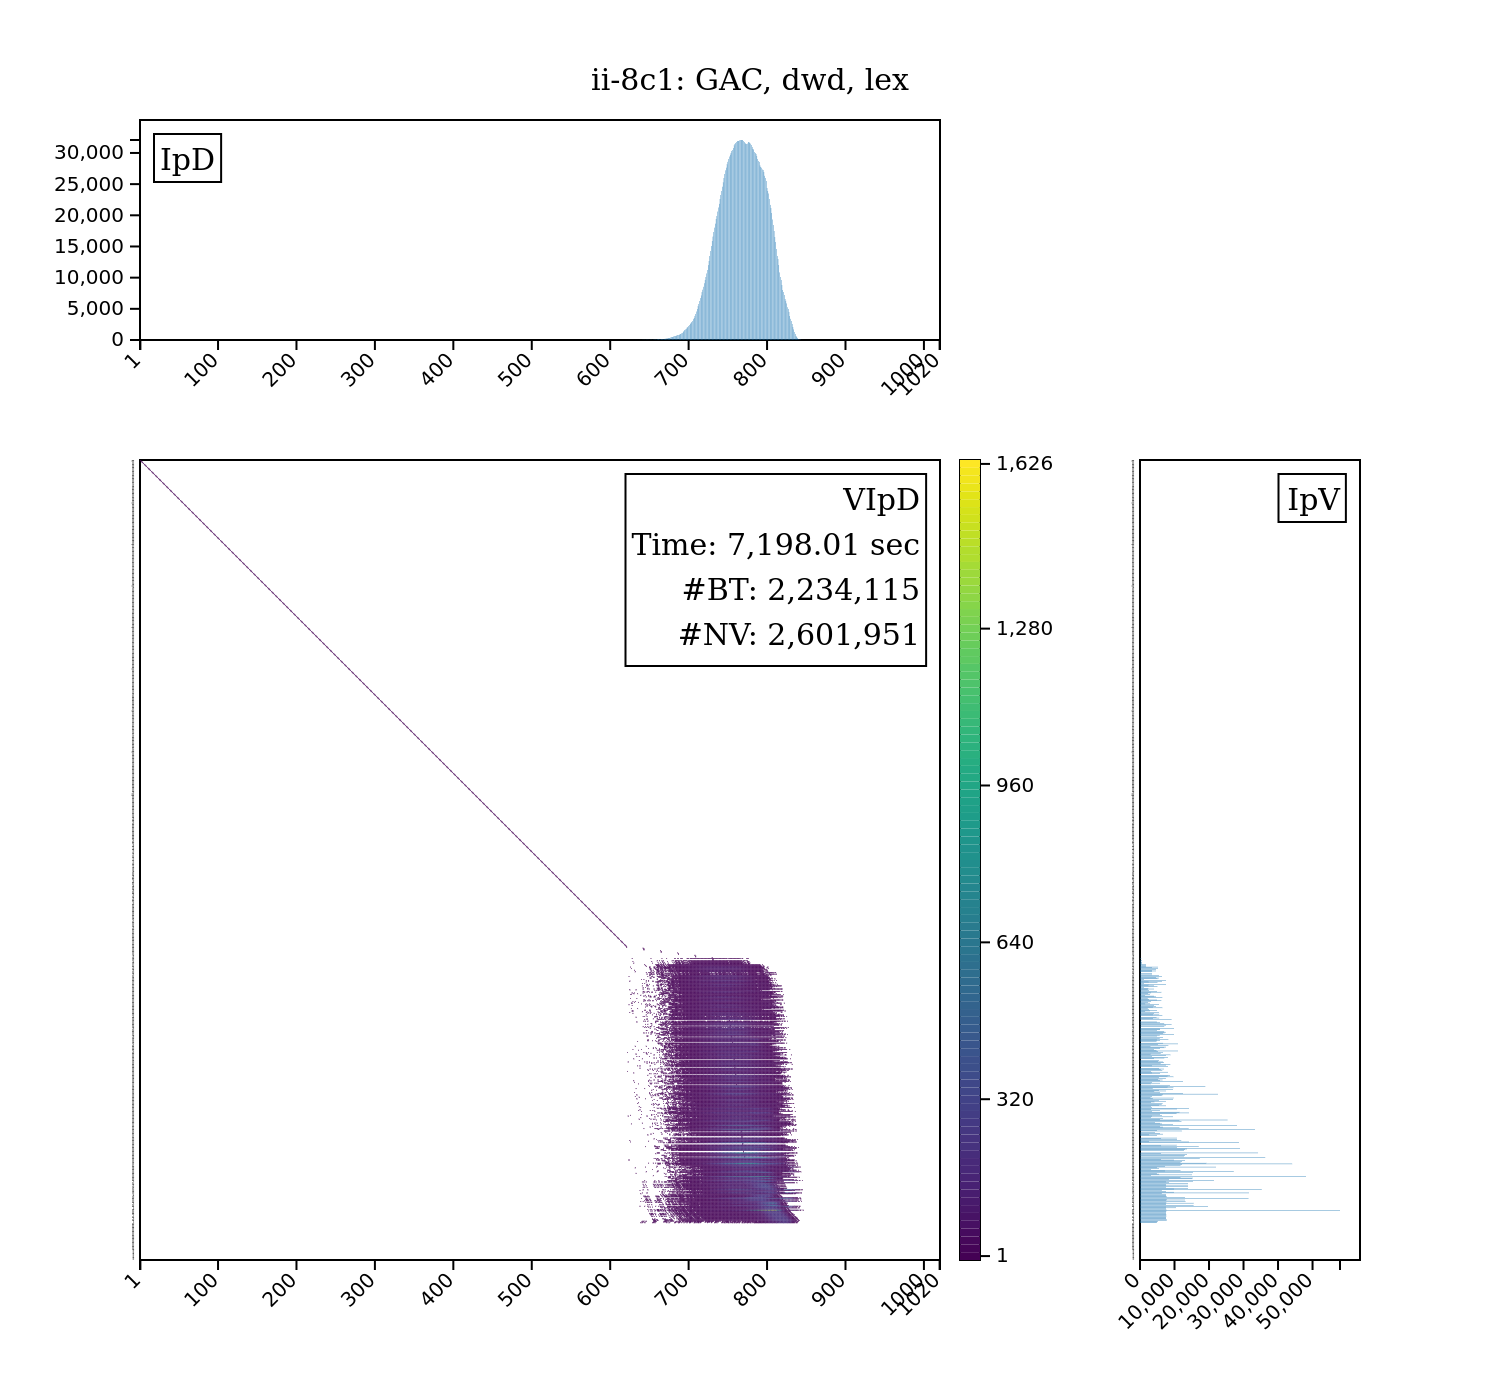 ii-8c1: GAC, dwd, lex
IpD
30,000
25,000
20,000
15,000
10,000
5,000
0
1 100 200 300 400 500 600 700 800 900 1000 1020
VIpD
Time: 7,198.01 sec
#BT: 2,234,115
#NV: 2,601,951
1,626
1,280
960
640
320
1
IpV
1 100 200 300 400 500 600 700 800 900 1000 1020
0 10,000 20,000 30,000 40,000 50,000